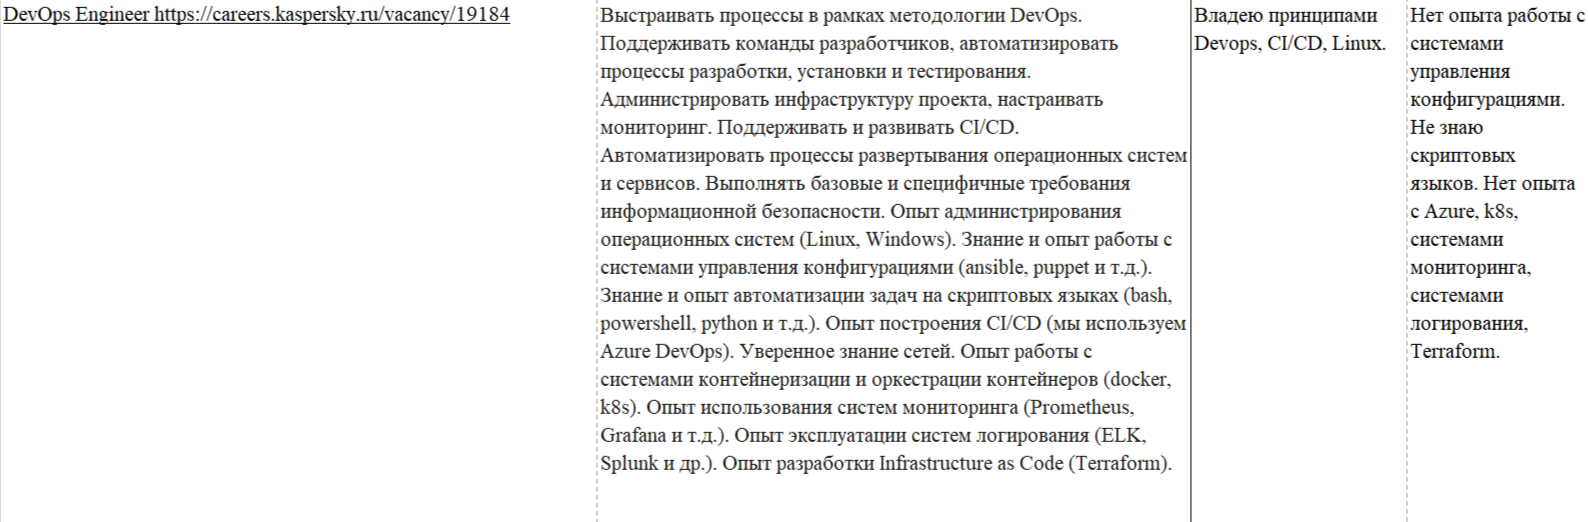 DevOps Engineer https://careers.kaspersky.ru/vacancy/19184
Выстраивать процессы в рамках методологии DevOps.
Поддерживать команды разработчиков, автоматизировать
процессы разработки, установки и тестирования.
Администрировать инфраструктуру проекта, настраивать
мониторинг. Поддерживать и развивать CI/CD.
Автоматизировать процессы развертывания операционных систем
и сервисов. Выполнять базовые и специфичные требования
информационной безопасности. Опыт администрирования
операционных систем (Linux, Windows). Знание и опыт работы с
системами управления конфигурациями (ansible, puppet и т.д.).
Знание и опыт автоматизации задач на скриптовых языках (bash,
powershell, python и т.д.). Опыт построения CI/CD (мы используем
Azure DevOps). Уверенное знание сетей. Опыт работы с
системами контейнеризации и оркестрации контейнеров (docker,
k8s). Опыт использования систем мониторинга (Prometheus,
Grafana и т.д.). Опыт эксплуатации систем логирования (ELK,
Splunk и др.). Опыт разработки Infrastructure as Code (Terraform).
Владею принципами
Devops, CI/CD, Linux.
Нет опыта работы с
системами
управления
конфигурациями.
Не знаю
скриптовых
языков. Нет опыта
с Azure, k8s,
системами
мониторинга,
системами
логирования,
Terraform.